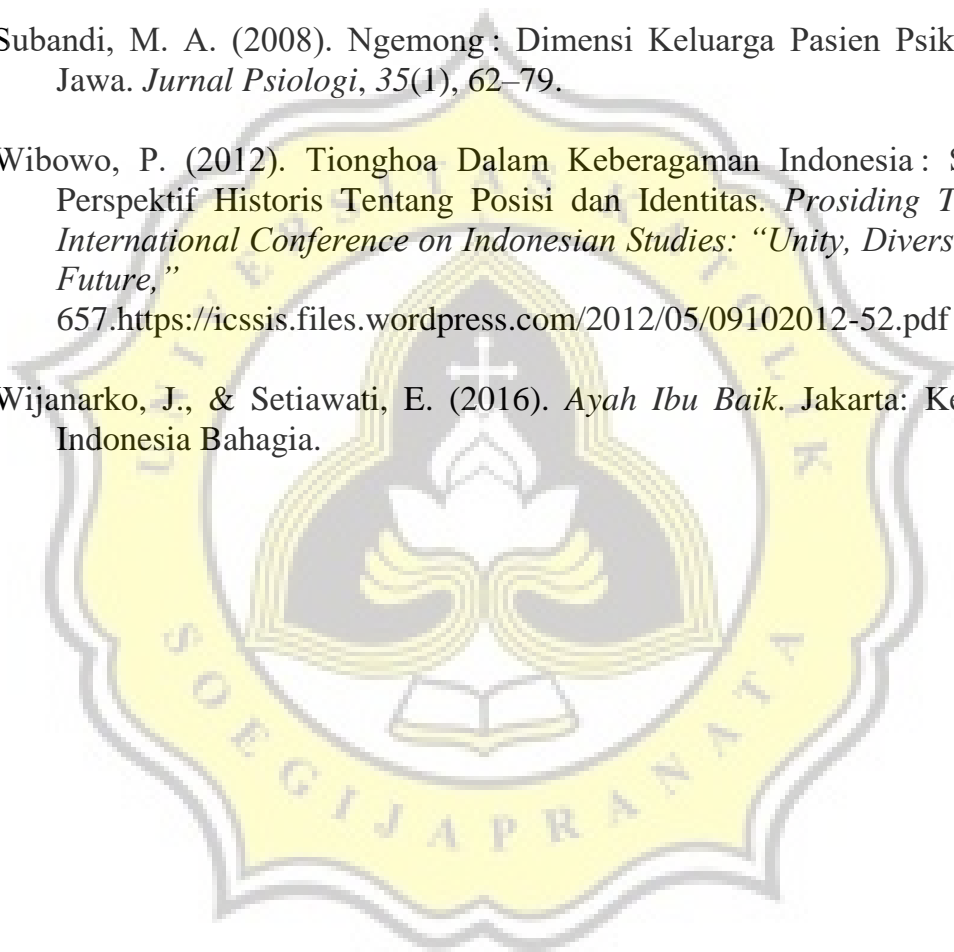 Subandi, M. A. (2008). Ngemong : Dimensi Keluarga Pasien Psik
Jawa. Jurnal Psiologi, 35(1), 62–79.
Wibowo, P. (2012). Tionghoa Dalam Keberagaman Indonesia : S
Perspektif Historis Tentang Posisi dan Identitas. Prosiding T
International Conference on Indonesian Studies: “Unity, Divers
Future,”
657.https://icssis.files.wordpress.com/2012/05/09102012-52.pdf
Wijanarko, J., & Setiawati, E. (2016). Ayah Ibu Baik. Jakarta: Ke
Indonesia Bahagia.
UNIVERSITAS KATOLIK
SOEGIJAPRANATA